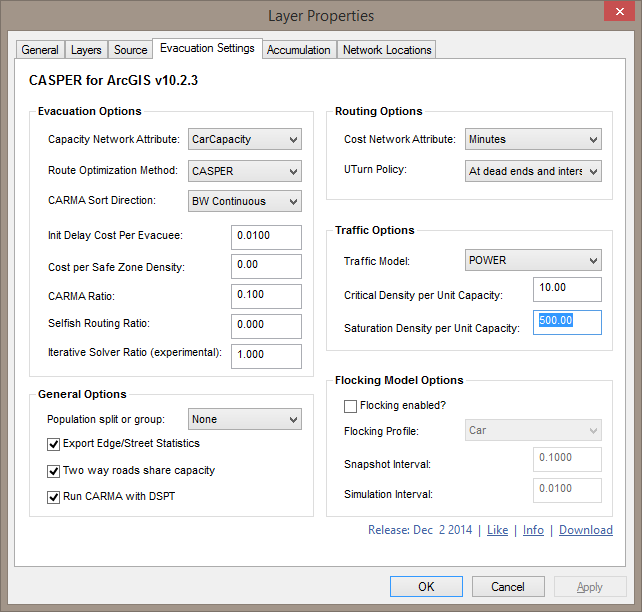 Layer Properties
General Layers Source Evacuation Settings Accumulation Network Locations
CASPER for ArcGIS v10.2.3
Evacuation Options
Capacity Network Attribute: CarCapacity
Route Optimization Method: CASPER
CARMA Sort Direction: BW Continuous
Init Delay Cost Per Evacuee: 0.0100
Cost per Safe Zone Density: 0.00
CARMA Ratio: 0.100
Selfish Routing Ratio: 0.000
Iterative Solver Ratio (experimental): 1.000
General Options
Population split or group: None
Export Edge/Street Statistics
Two way roads share capacity
Run CARMA with DSPT
Routing Options
Cost Network Attribute: Minutes
UTurn Policy: At dead ends and inters
Traffic Options
Traffic Model: POWER
Critical Density per Unit Capacity: 10.00
Saturation Density per Unit Capacity: 500.00
Flocking Model Options
Flocking enabled?
Flocking Profile: Car
Snapshot Interval: 0.1000
Simulation Interval: 0.0100
Release: Dec 2 2014 | Like | Info | Download
OK Cancel Apply